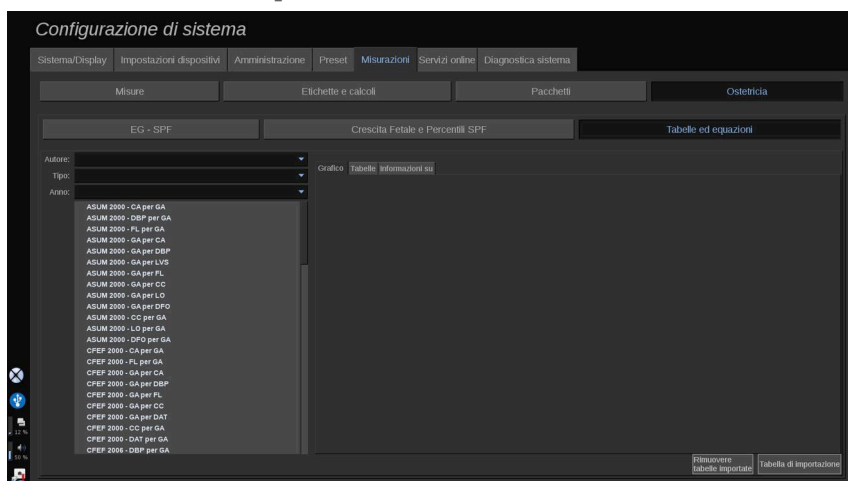 Configurazione di sistema
Sistema/Display Impostazioni dispositivi Amministrazione Preset Misurazioni Servizi online Diagnostica sistema
Misure Etichette e calcoli Pacchetti Ostetricia
EG - SPF Crescita Fetale e Percentili SPF Tabelle ed equazioni
Autore:
Tipo:
Anno:
Grafico Tabelle Informazioni su
ASUM 2000 - CA per GA
ASUM 2000 - DBP per GA
ASUM 2000 - FL per GA
ASUM 2000 - GA per CA
ASUM 2000 - GA per DBP
ASUM 2000 - GA per LVS
ASUM 2000 - GA per FL
ASUM 2000 - GA per CC
ASUM 2000 - GA per LO
ASUM 2000 - GA per DFO
ASUM 2000 - CC per GA
ASUM 2000 - LO per GA
ASUM 2000 - DFO per GA
CFEF 2000 - CA per GA
CFEF 2000 - FL per GA
CFEF 2000 - GA per CA
CFEF 2000 - GA per DBP
CFEF 2000 - GA per FL
CFEF 2000 - GA per CC
CFEF 2000 - GA per DAT
CFEF 2000 - CC per GA
CFEF 2000 - DAT per GA
CFEF 2006 - DBP per GA
12 %
50 %
Rimuovere
tabelle importate
Tabella di importazione